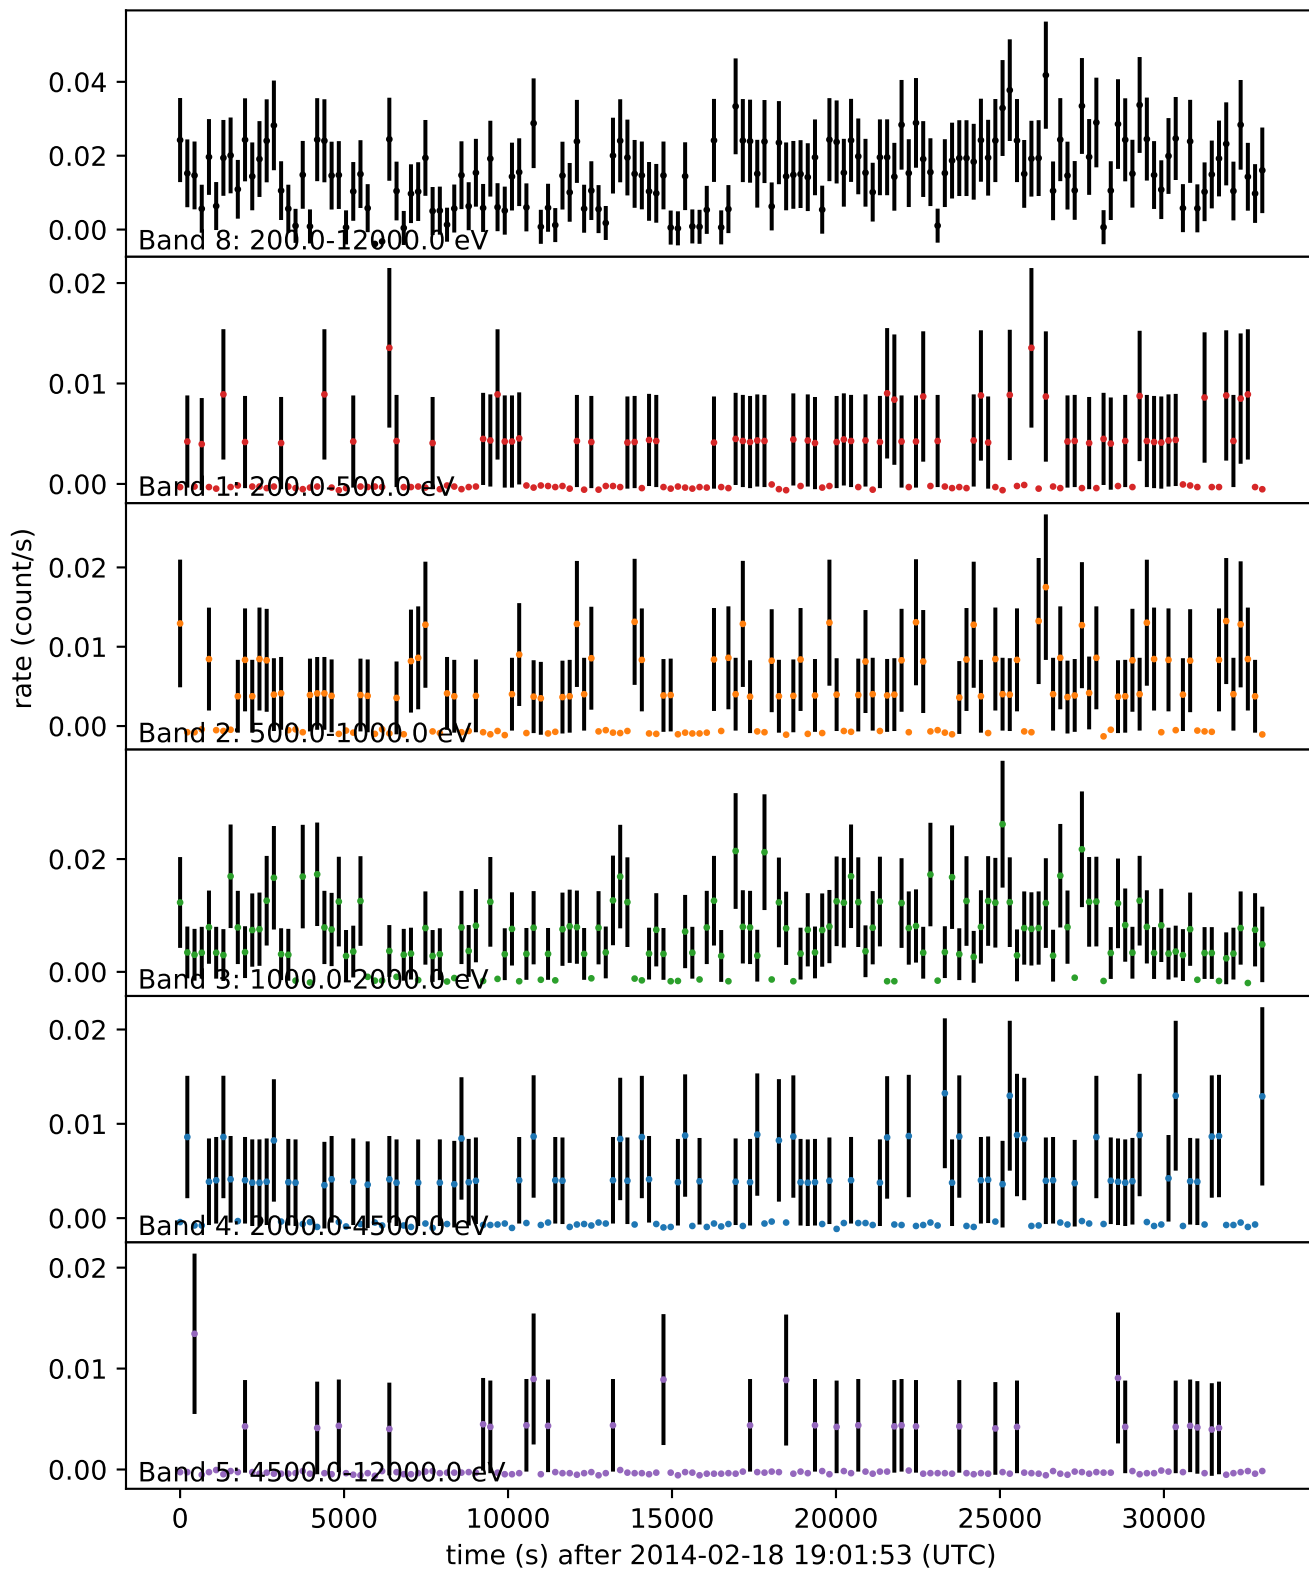 0.04
0.02
0.00
Band 8: 200.0-12000.0 eV
0.02
0.01
0.00
Band 1: 200.0-500.0 eV
rate (count/s)
0.02
0.01
0.00
Band 2: 500.0-1000.0 eV
0.02
0.00
Band 3: 1000.0-2000.0 eV
0.02
0.01
0.00
Band 4: 2000.0-4500.0 eV
0.02
0.01
0.00
Band 5: 4500.0-12000.0 eV
0 5000 10000 15000 20000 25000 30000
time (s) after 2014-02-18 19:01:53 (UTC)